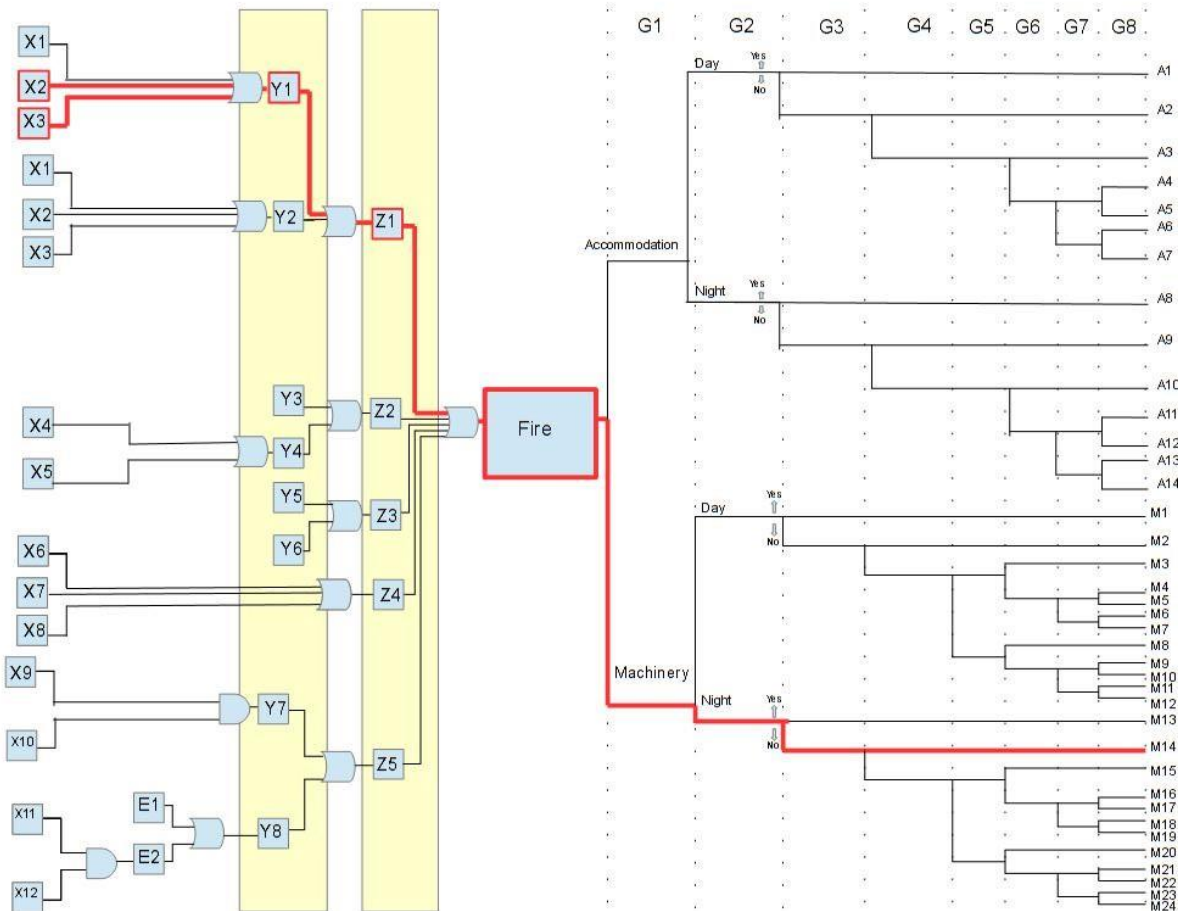 G1 G2 G3 G4 G5 G6 G7 G8
X1
X2
X3
Y1
X1
X2
X3
Y2
Z1
Y3
Z2
X4
X5
Y4
Y5
Y6
Z3
X6
X7
X8
Z4
X9
X10
Y7
Z5
X11
X12
E1
E2
Y8
Fire
Accommodation
Day
Yes
No
Night
Yes
No
Machinery
Day
Yes
No
Night
Yes
No
A1
A2
A3
A4
A5
A6
A7
A8
A9
A10
A11
A12
A13
A14
M1
M2
M3
M4
M5
M6
M7
M8
M9
M10
M11
M12
M13
M14
M15
M16
M17
M18
M19
M20
M21
M22
M23
M24